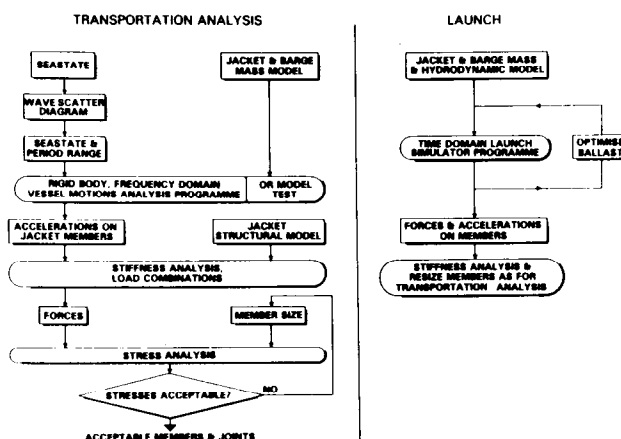 TRANSPORTATION ANALYSIS
SEASTATE
WAVE SCATTER
DIAGRAM
SEASTATE &
PERIOD RANGE
JACKET & BARGE
MASS MODEL
RIGID BODY, FREQUENCY DOMAIN
VESSEL MOTIONS ANALYSIS PROGRAMME
OR MODEL
TEST
ACCELERATIONS ON
JACKET MEMBERS
JACKET
STRUCTURAL MODEL
STIFFNESS ANALYSIS,
LOAD COMBINATIONS
FORCES
MEMBER SIZE
STRESS ANALYSIS
STRESSES ACCEPTABLE?
NO
ACCEPTABLE MEMBERS & JOINTS
LAUNCH
JACKET & BARGE MASS
& HYDRODYNAMIC MODEL
TIME DOMAIN LAUNCH
SIMULATOR PROGRAMME
OPTIMISE
BALLAST
FORCES & ACCELERATIONS
ON MEMBERS
STIFFNESS ANALYSIS &
RESIZE MEMBERS AS FOR
TRANSPORTATION ANALYSIS